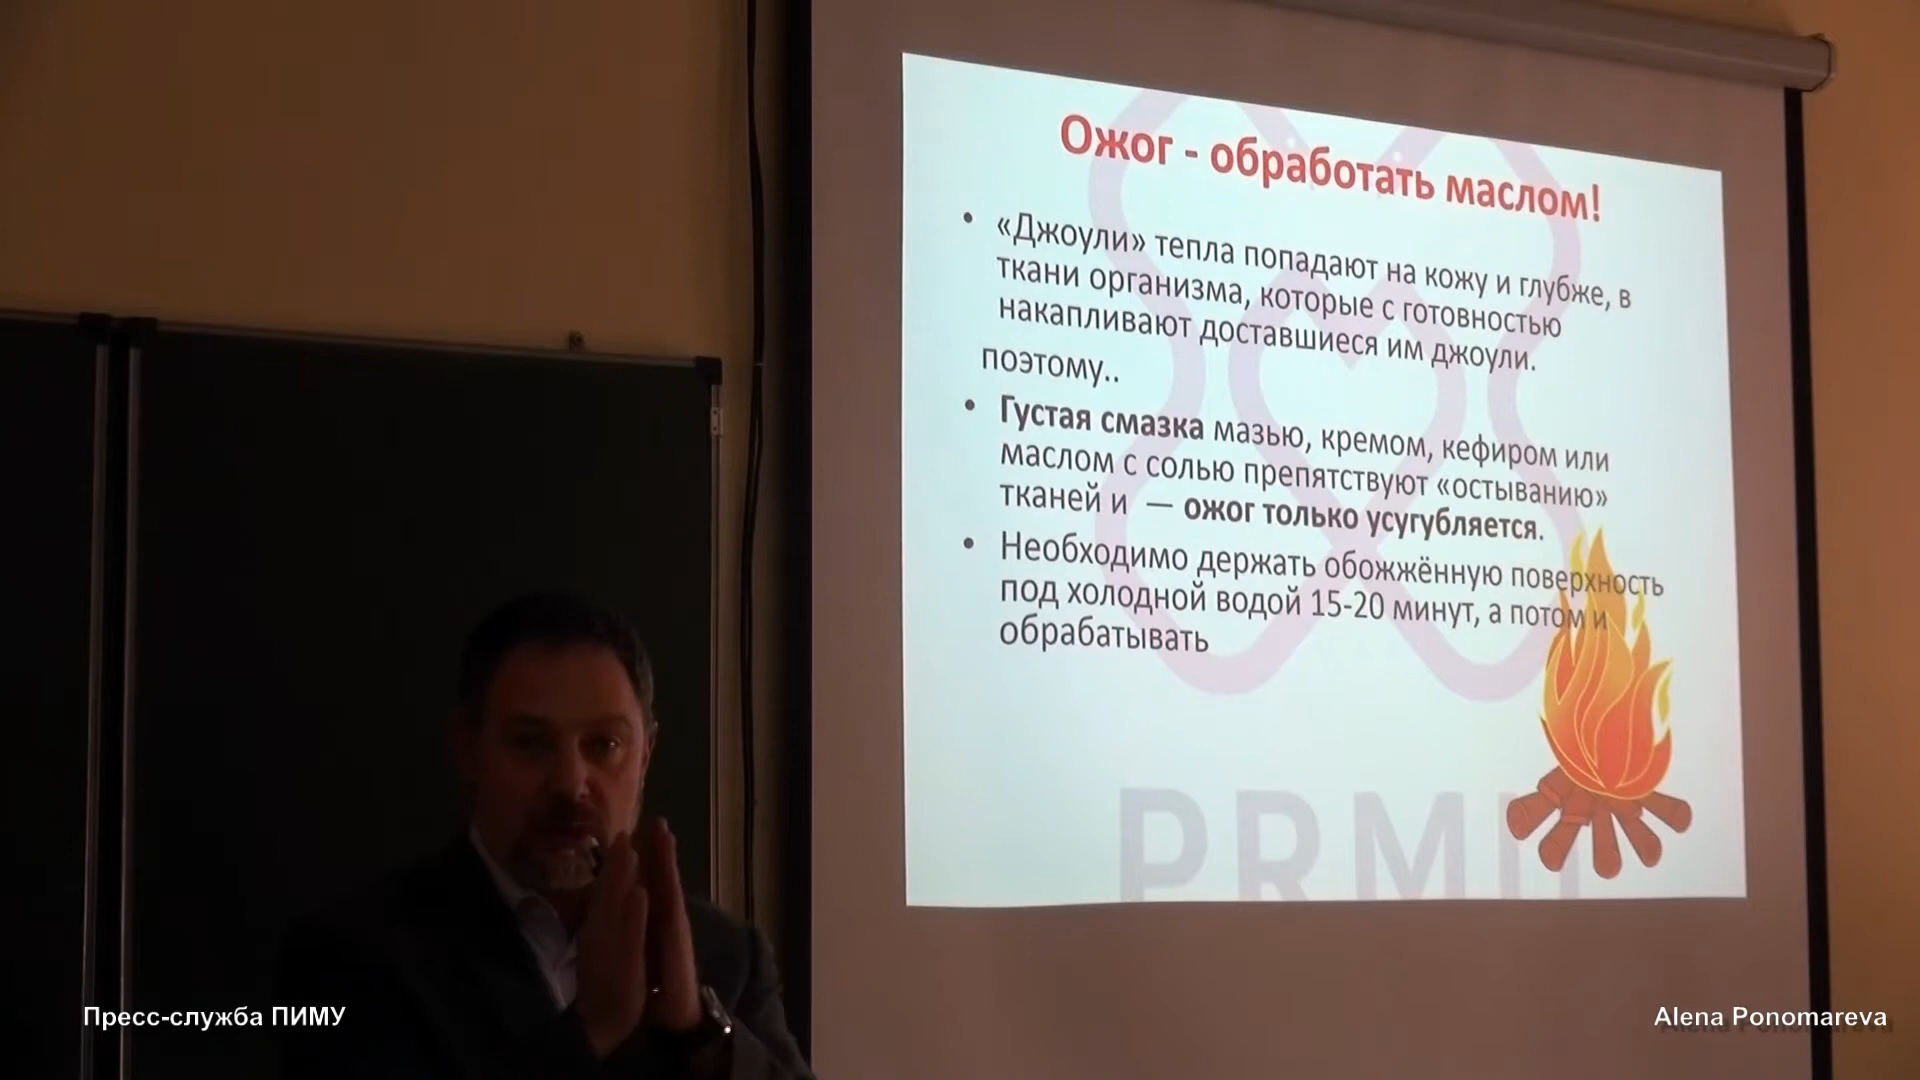 Ожог - обработать маслом!
• «Джоули» тепла попадают на кожу и глубже, в
ткани организма, которые с готовностью
накапливают доставшиеся им джоули.
поэтому..
• Густая смазка мазью, кремом, кефиром или
маслом с солью препятствуют «остыванию»
тканей и — ожог только усугубляется.
• Необходимо держать обожжённую поверхность
под холодной водой 15-20 минут, а потом и
обрабатывать
PRMU
Пресс-служба ПИМУ
Alena Ponomareva